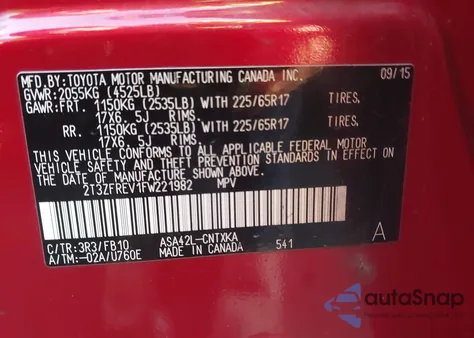 MFD.BY:TOYOTA MOTOR MANUFACTURING CANADA INC. 09/15
GVWR:2055KG (4525LB)
GAWR:FRT. 1150KG (2535LB) WITH 225/65R17 TIRES,
17X6. 5J RIMS.
RR. 1150KG (2535LB) WITH 225/65R17 TIRES,
17X6. 5J RIMS.
THIS VEHICLE CONFORMS TO ALL APPLICABLE FEDERAL MOTOR
VEHICLE SAFETY STANDARDS IN EFFECT ON THE
DATE OF MANUFACTURE SHOWN ABOVE.
2T3ZFREV1FW221982 MPV
C/TR:3R3/FB10 ASA42L-CNTXKA A
A/TM:-02A/U760E MADE IN CANADA 541
autoSnap